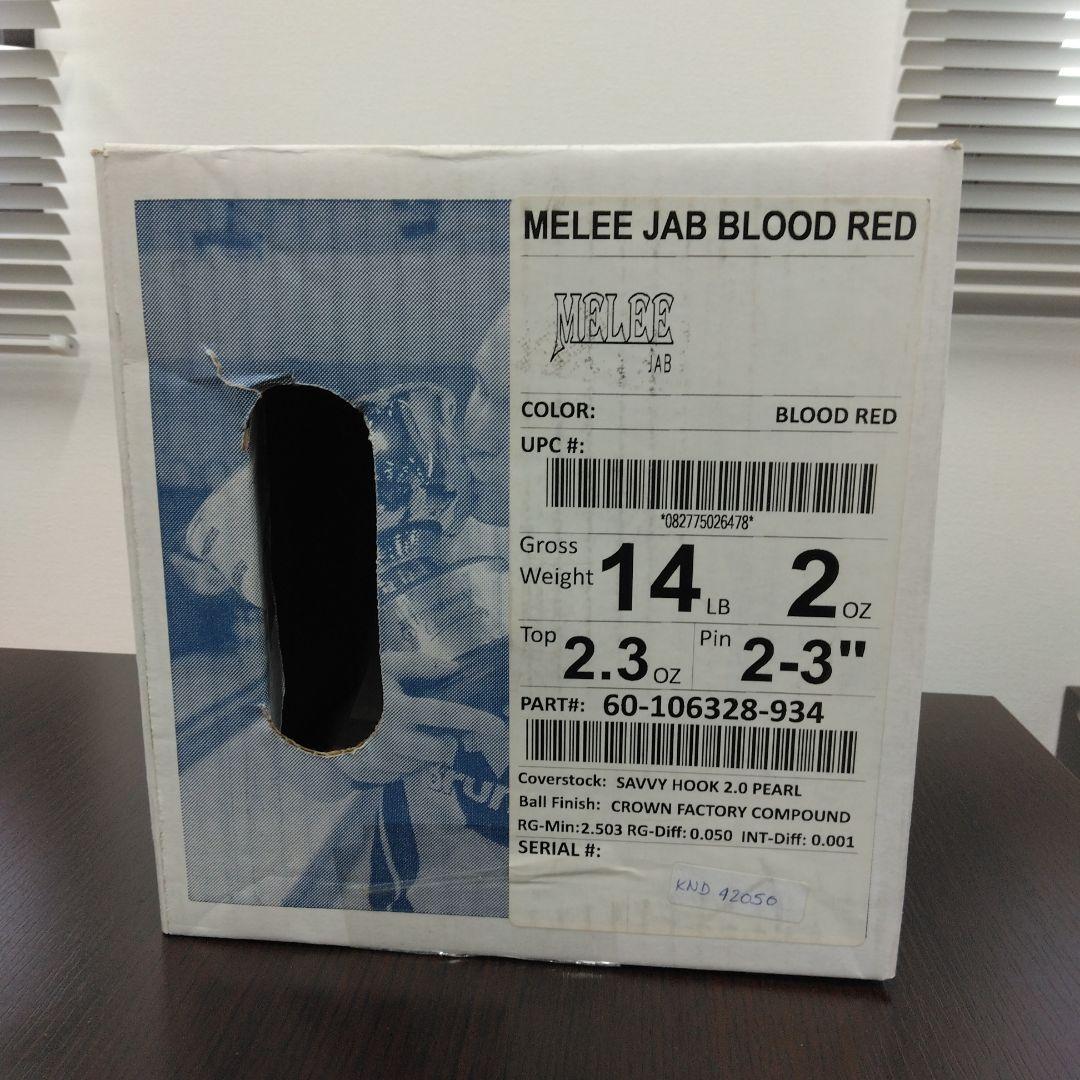 MELEE JAB BLOOD RED
MELEE
JAB
COLOR: BLOOD RED
UPC #:
*082775026478*
Gross Weight 14 LB 2 OZ
Top 2.3 OZ Pin 2-3"
PART#: 60-106328-934
Coverstock: SAVVY HOOK 2.0 PEARL
Ball Finish: CROWN FACTORY COMPOUND
RG-Min:2.503 RG-Diff: 0.050 INT-Diff: 0.001
SERIAL #:
KND 42050